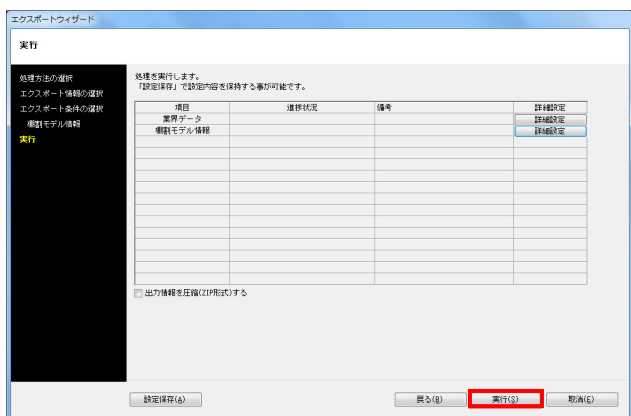 エクスポートウィザード
実行
処理方法の選択
エクスポート情報の選択
エクスポート条件の選択
棚割モデル情報
実行
処理を実行します。
「設定保存」で設定内容を保持する事が可能です。
項目 進捗状況 備考 詳細設定
業界データ 詳細設定
棚割モデル情報 詳細設定
出力情報を圧縮(ZIP形式)する
設定保存(A) 戻る(B) 実行(S) 取消(E)